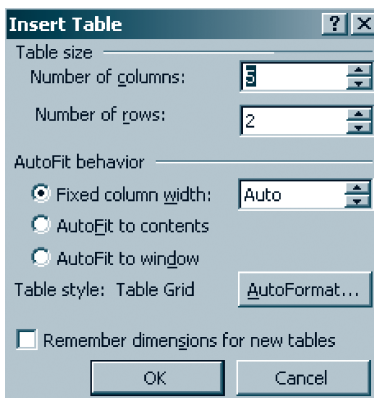 Insert Table
Table size
Number of columns: 5
Number of rows: 2
AutoFit behavior
Fixed column width: Auto
AutoFit to contents
AutoFit to window
Table style: Table Grid AutoFormat...
Remember dimensions for new tables
OK Cancel